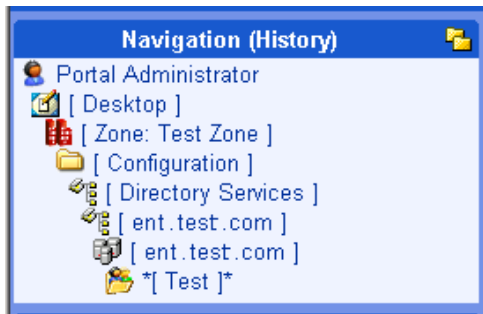 Navigation (History)
Portal Administrator
[ Desktop ]
[ Zone: Test Zone ]
[ Configuration ]
[ Directory Services ]
[ ent.test.com ]
[ ent.test.com ]
*[ Test ]*